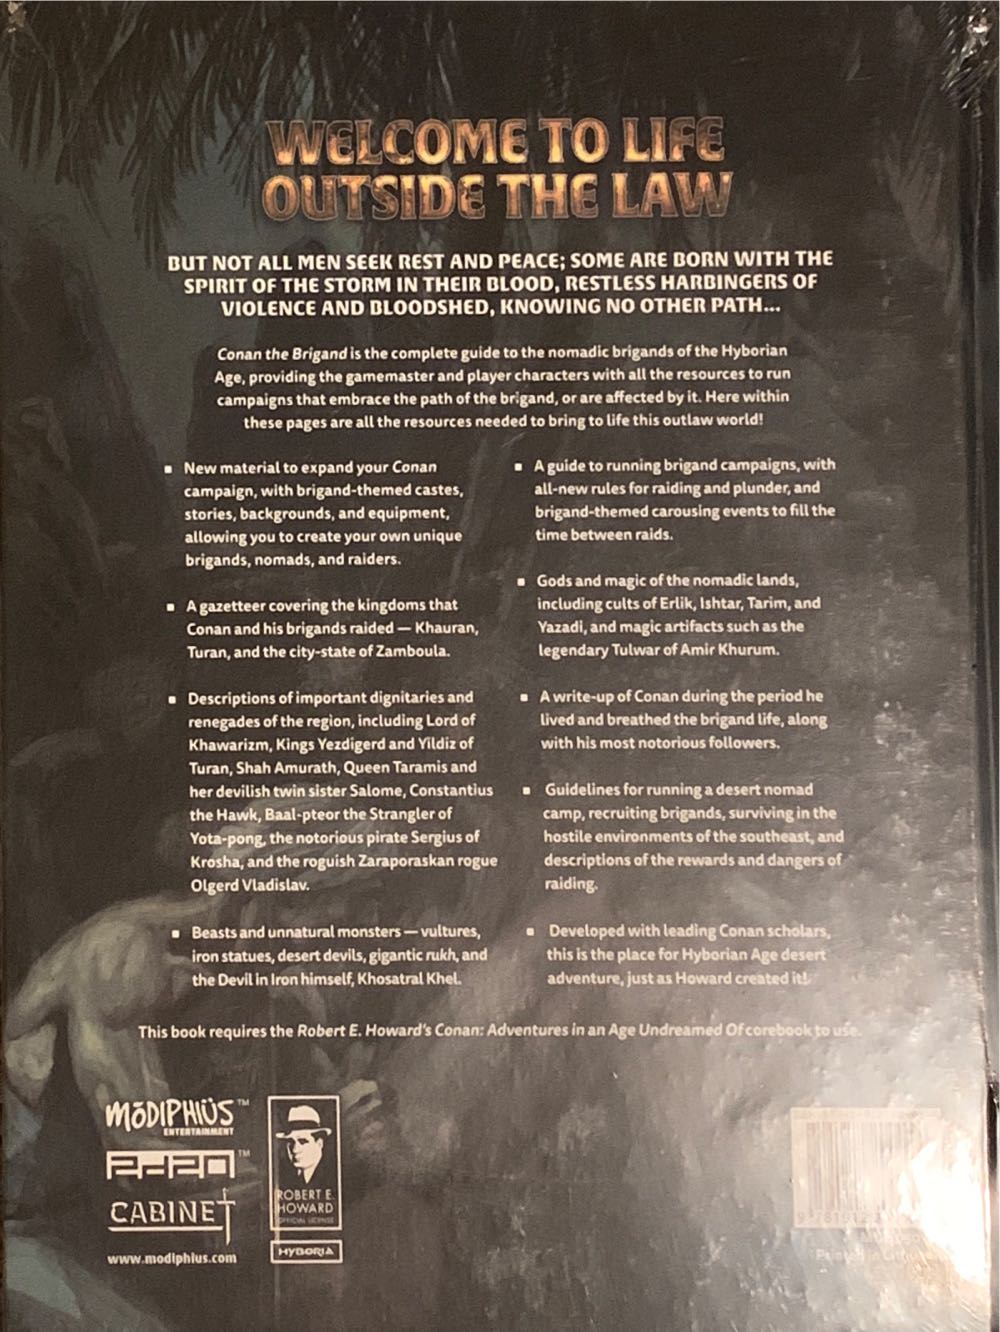 WELCOME TO LIFE
OUTSIDE THE LAW
BUT NOT ALL MEN SEEK REST AND PEACE; SOME ARE BORN WITH THE
SPIRIT OF THE STORM IN THEIR BLOOD, RESTLESS HARBINGERS OF
VIOLENCE AND BLOODSHED, KNOWING NO OTHER PATH...
Conan the Brigand is the complete guide to the nomadic brigands of the Hyborian
Age, providing the gamemaster and player characters with all the resources to run
campaigns that embrace the path of the brigand, or are affected by it. Here within
these pages are all the resources needed to bring to life this outlaw world!
▪ New material to expand your Conan
campaign, with brigand-themed castes,
stories, backgrounds, and equipment,
allowing you to create your own unique
brigands, nomads, and raiders.
▪ A gazetteer covering the kingdoms that
Conan and his brigands raided — Khauran,
Turan, and the city-state of Zamboula.
▪ Descriptions of important dignitaries and
renegades of the region, including Lord of
Khawarizm, Kings Yezdigerd and Yildiz of
Turan, Shah Amurath, Queen Taramis and
her devilish twin sister Salome, Constantius
the Hawk, Baal-pteor the Strangler of
Yota-pong, the notorious pirate Sergius of
Krosha, and the roguish Zaraporaskan rogue
Olgerd Vladislav.
▪ Beasts and unnatural monsters — vultures,
iron statues, desert devils, gigantic rukh, and
the Devil in Iron himself, Khosatral Khel.
▪ A guide to running brigand campaigns, with
all-new rules for raiding and plunder, and
brigand-themed carousing events to fill the
time between raids.
▪ Gods and magic of the nomadic lands,
including cults of Erlik, Ishtar, Tarim, and
Yazadi, and magic artifacts such as the
legendary Tulwar of Amir Khurum.
▪ A write-up of Conan during the period he
lived and breathed the brigand life, along
with his most notorious followers.
▪ Guidelines for running a desert nomad
camp, recruiting brigands, surviving in the
hostile environments of the southeast, and
descriptions of the rewards and dangers of
raiding.
▪ Developed with leading Conan scholars,
this is the place for Hyborian Age desert
adventure, just as Howard created it!
This book requires the Robert E. Howard's Conan: Adventures in an Age Undreamed Of corebook to use.
MŌDIPHIÜS™
ENTERTAINMENT
2d20™
CABINET
www.modiphius.com
ROBERT E.
HOWARD
OFFICIAL LICENSE
HYBORIA